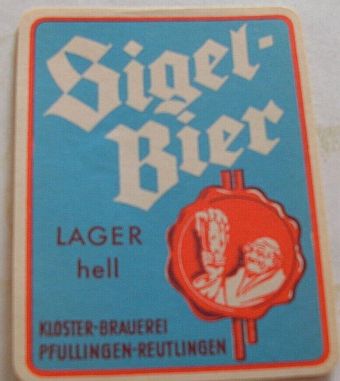 Sigel-
Bier
LAGER
hell
KLOSTER-BRAUEREI
PFULLINGEN-REUTLINGEN